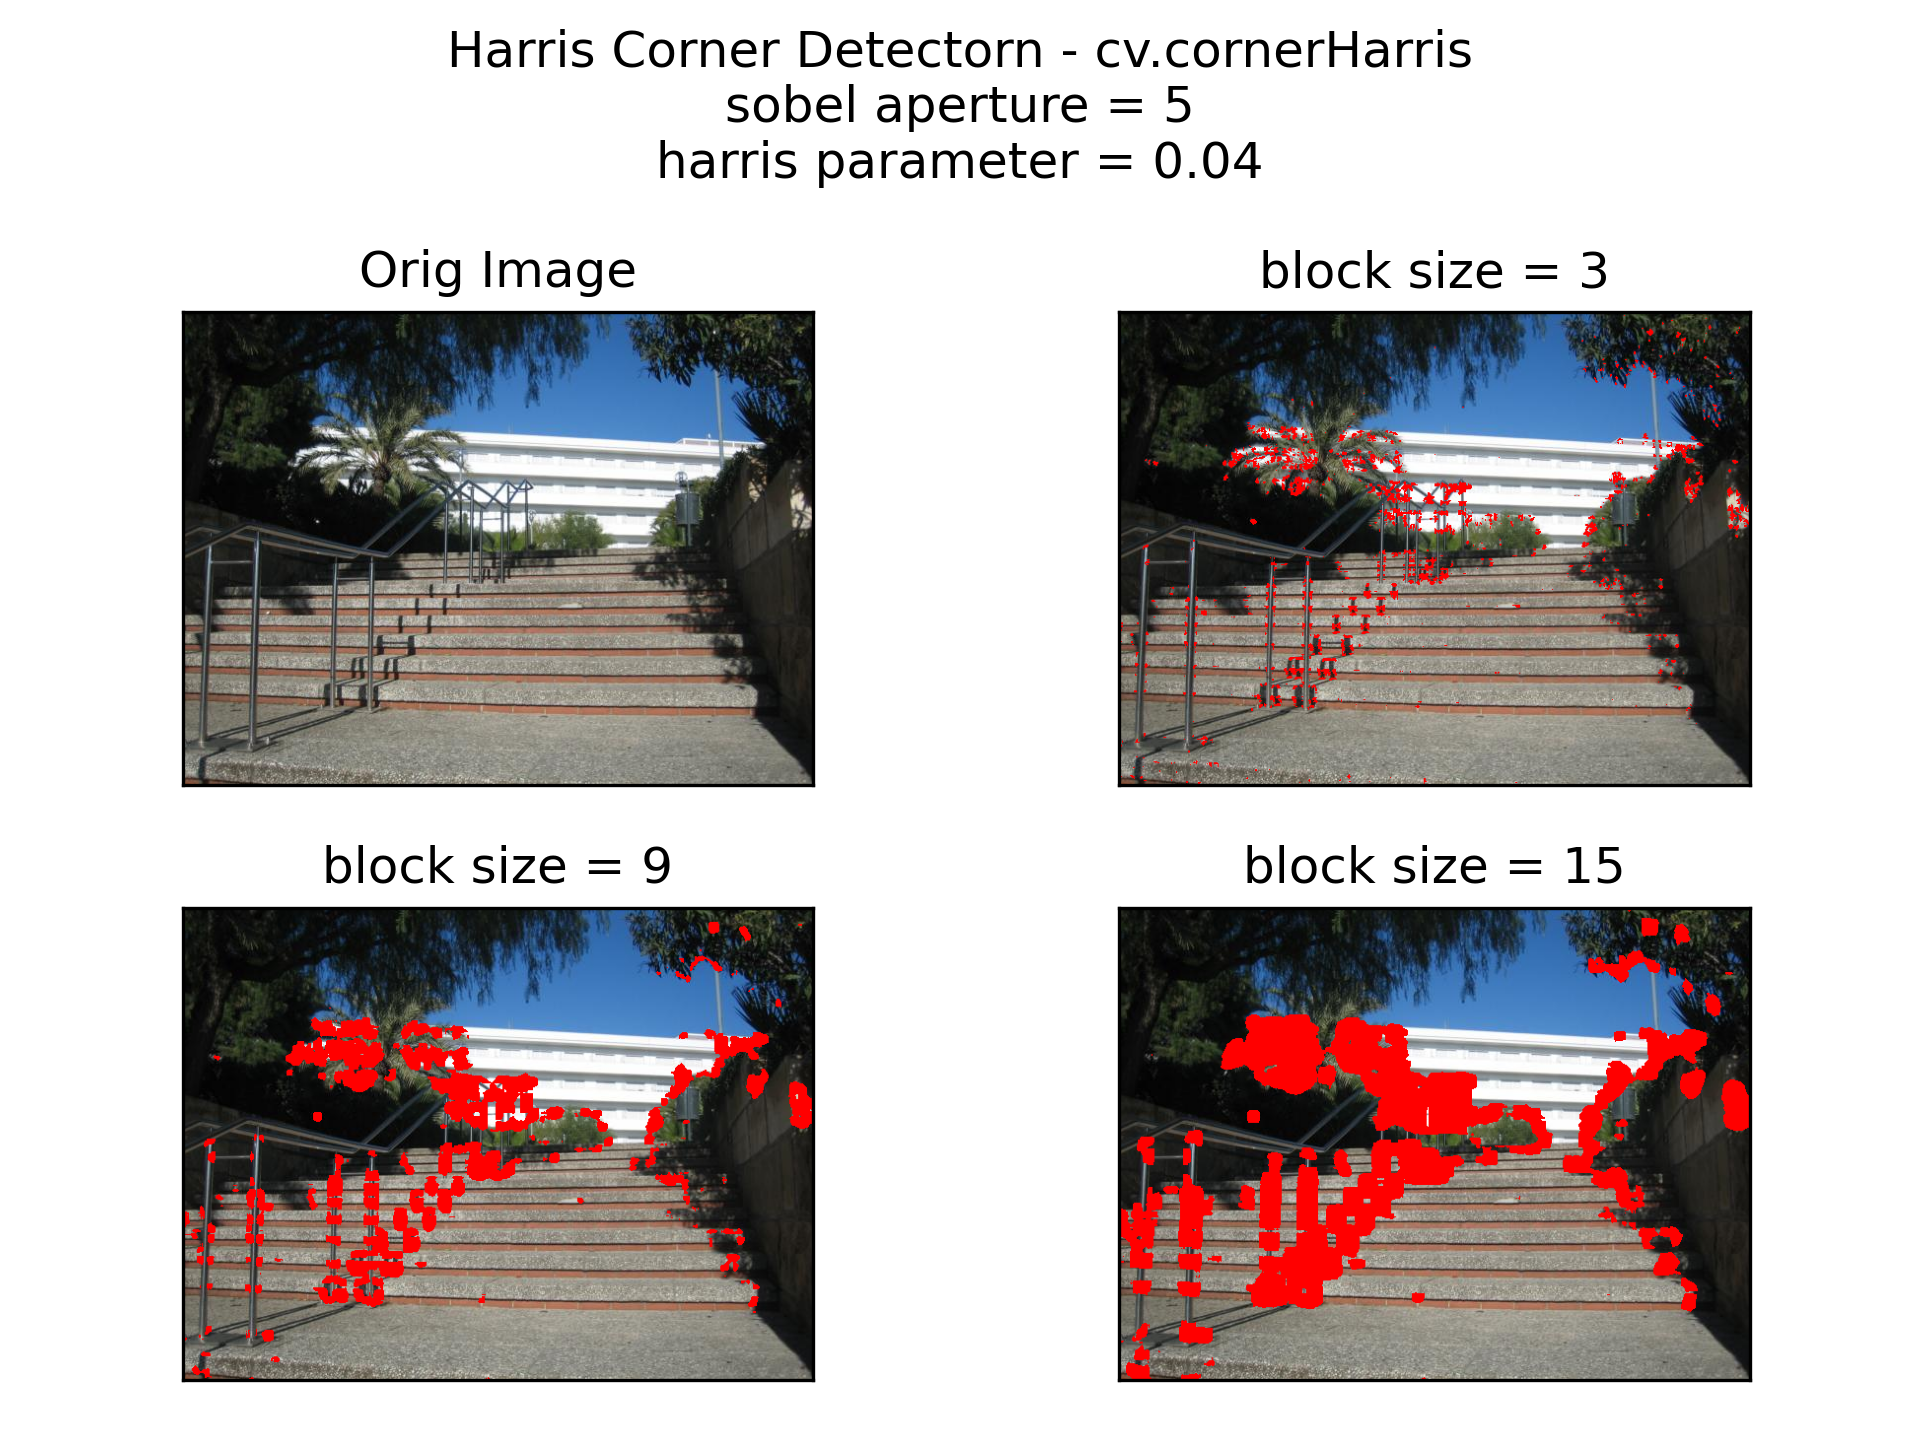 Harris Corner Detectorn - cv.cornerHarris
sobel aperture = 5
harris parameter = 0.04
Orig Image
block size = 3
block size = 9
block size = 15